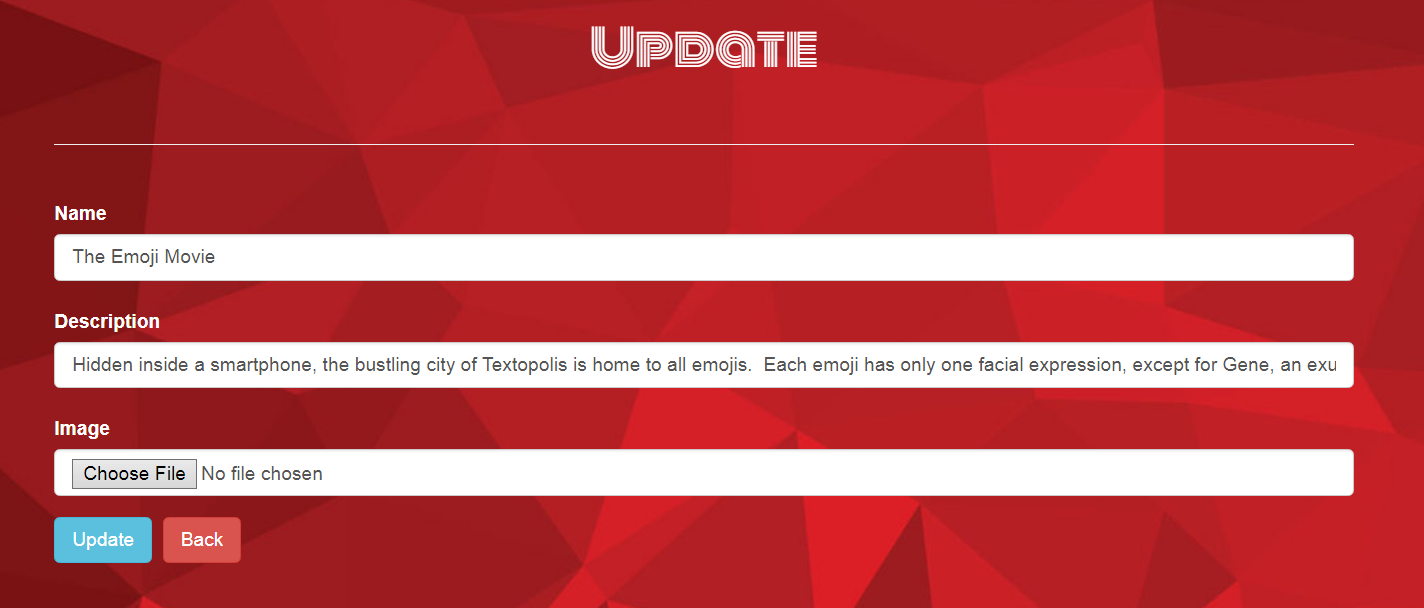 Update
Name
The Emoji Movie
Description
Hidden inside a smartphone, the bustling city of Textopolis is home to all emojis.  Each emoji has only one facial expression, except for Gene, an exu
Image
Choose File No file chosen
Update Back